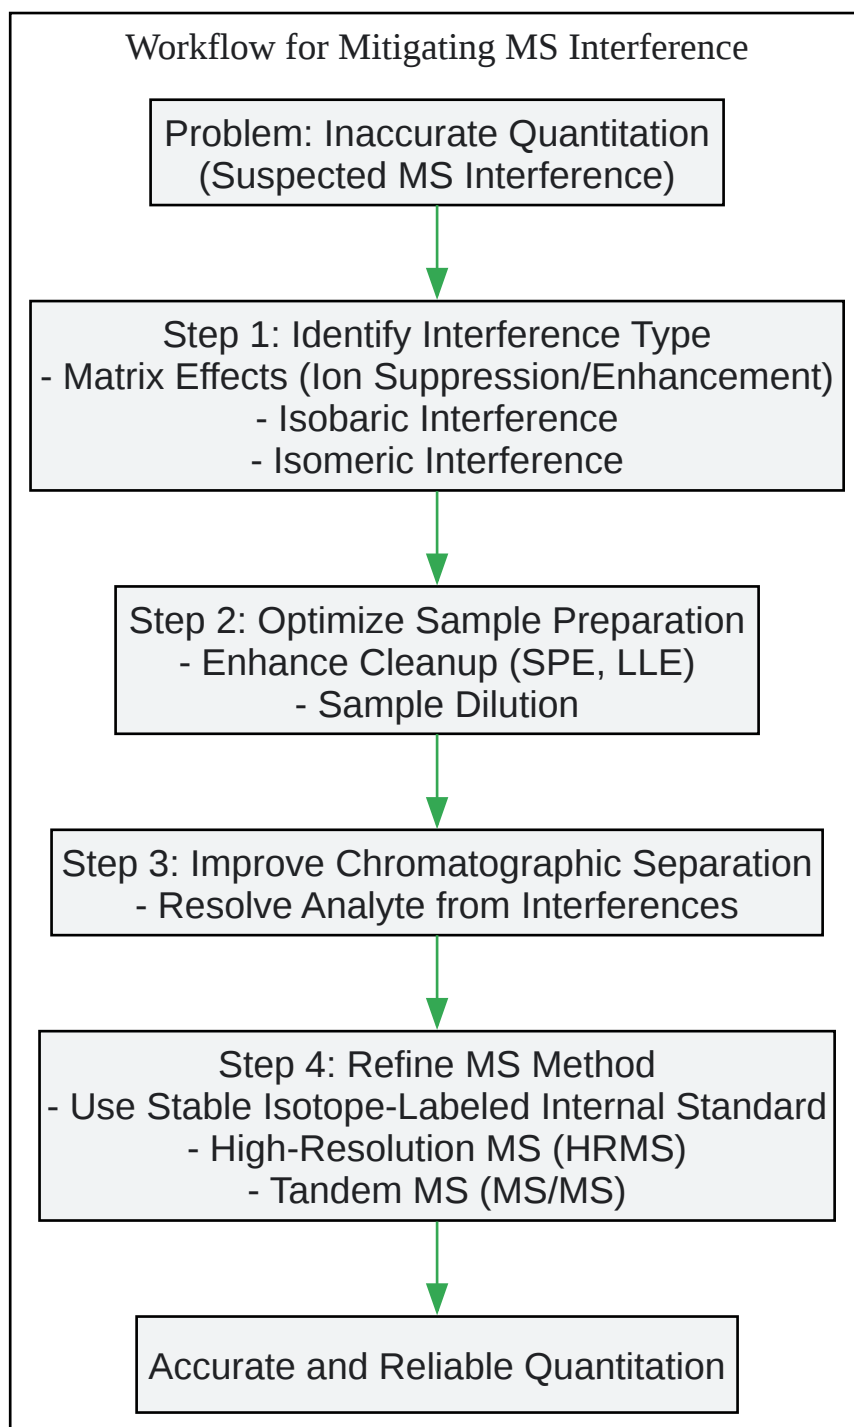 Workflow for Mitigating MS Interference
Problem: Inaccurate Quantitation
(Suspected MS Interference)
Step 1: Identify Interference Type
- Matrix Effects (Ion Suppression/Enhancement)
- Isobaric Interference
- Isomeric Interference
Step 2: Optimize Sample Preparation
- Enhance Cleanup (SPE, LLE)
- Sample Dilution
Step 3: Improve Chromatographic Separation
- Resolve Analyte from Interferences
Step 4: Refine MS Method
- Use Stable Isotope-Labeled Internal Standard
- High-Resolution MS (HRMS)
- Tandem MS (MS/MS)
Accurate and Reliable Quantitation